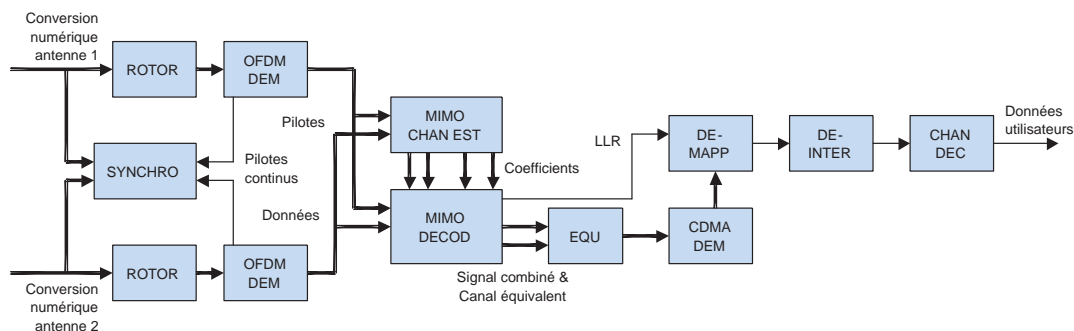 Conversion
numérique
antenne 1
ROTOR
OFDM
DEM
Pilotes
MIMO
CHAN EST
SYNCHRO
Pilotes
continus
Coefficients
LLR
DE-
MAPP
DE-
INTER
CHAN
DEC
Données
utilisateurs
Données
MIMO
DECOD
EQU
CDMA
DEM
ROTOR
OFDM
DEM
Signal combiné &
Canal équivalent
Conversion
numérique
antenne 2